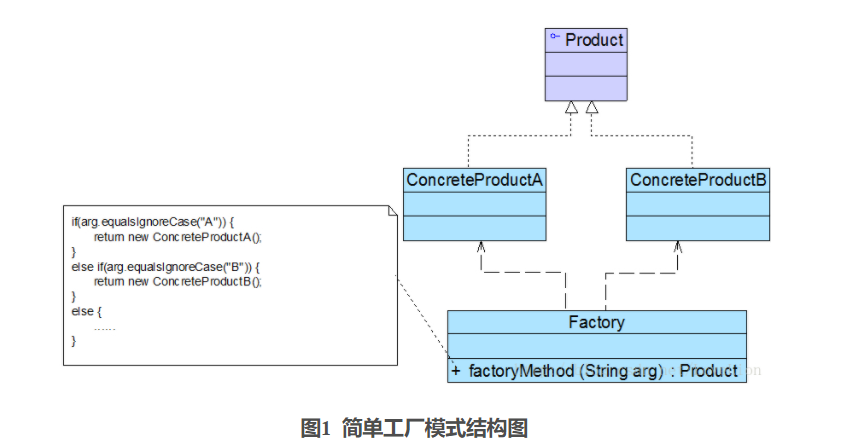 Product
ConcreteProductA
ConcreteProductB
if(arg.equalsIgnoreCase("A")) {
return new ConcreteProductA();
}
else if(arg.equalsIgnoreCase("B")) {
return new ConcreteProductB();
}
else {
......
}
Factory
+ factoryMethod (String arg) : Product
图1 简单工厂模式结构图